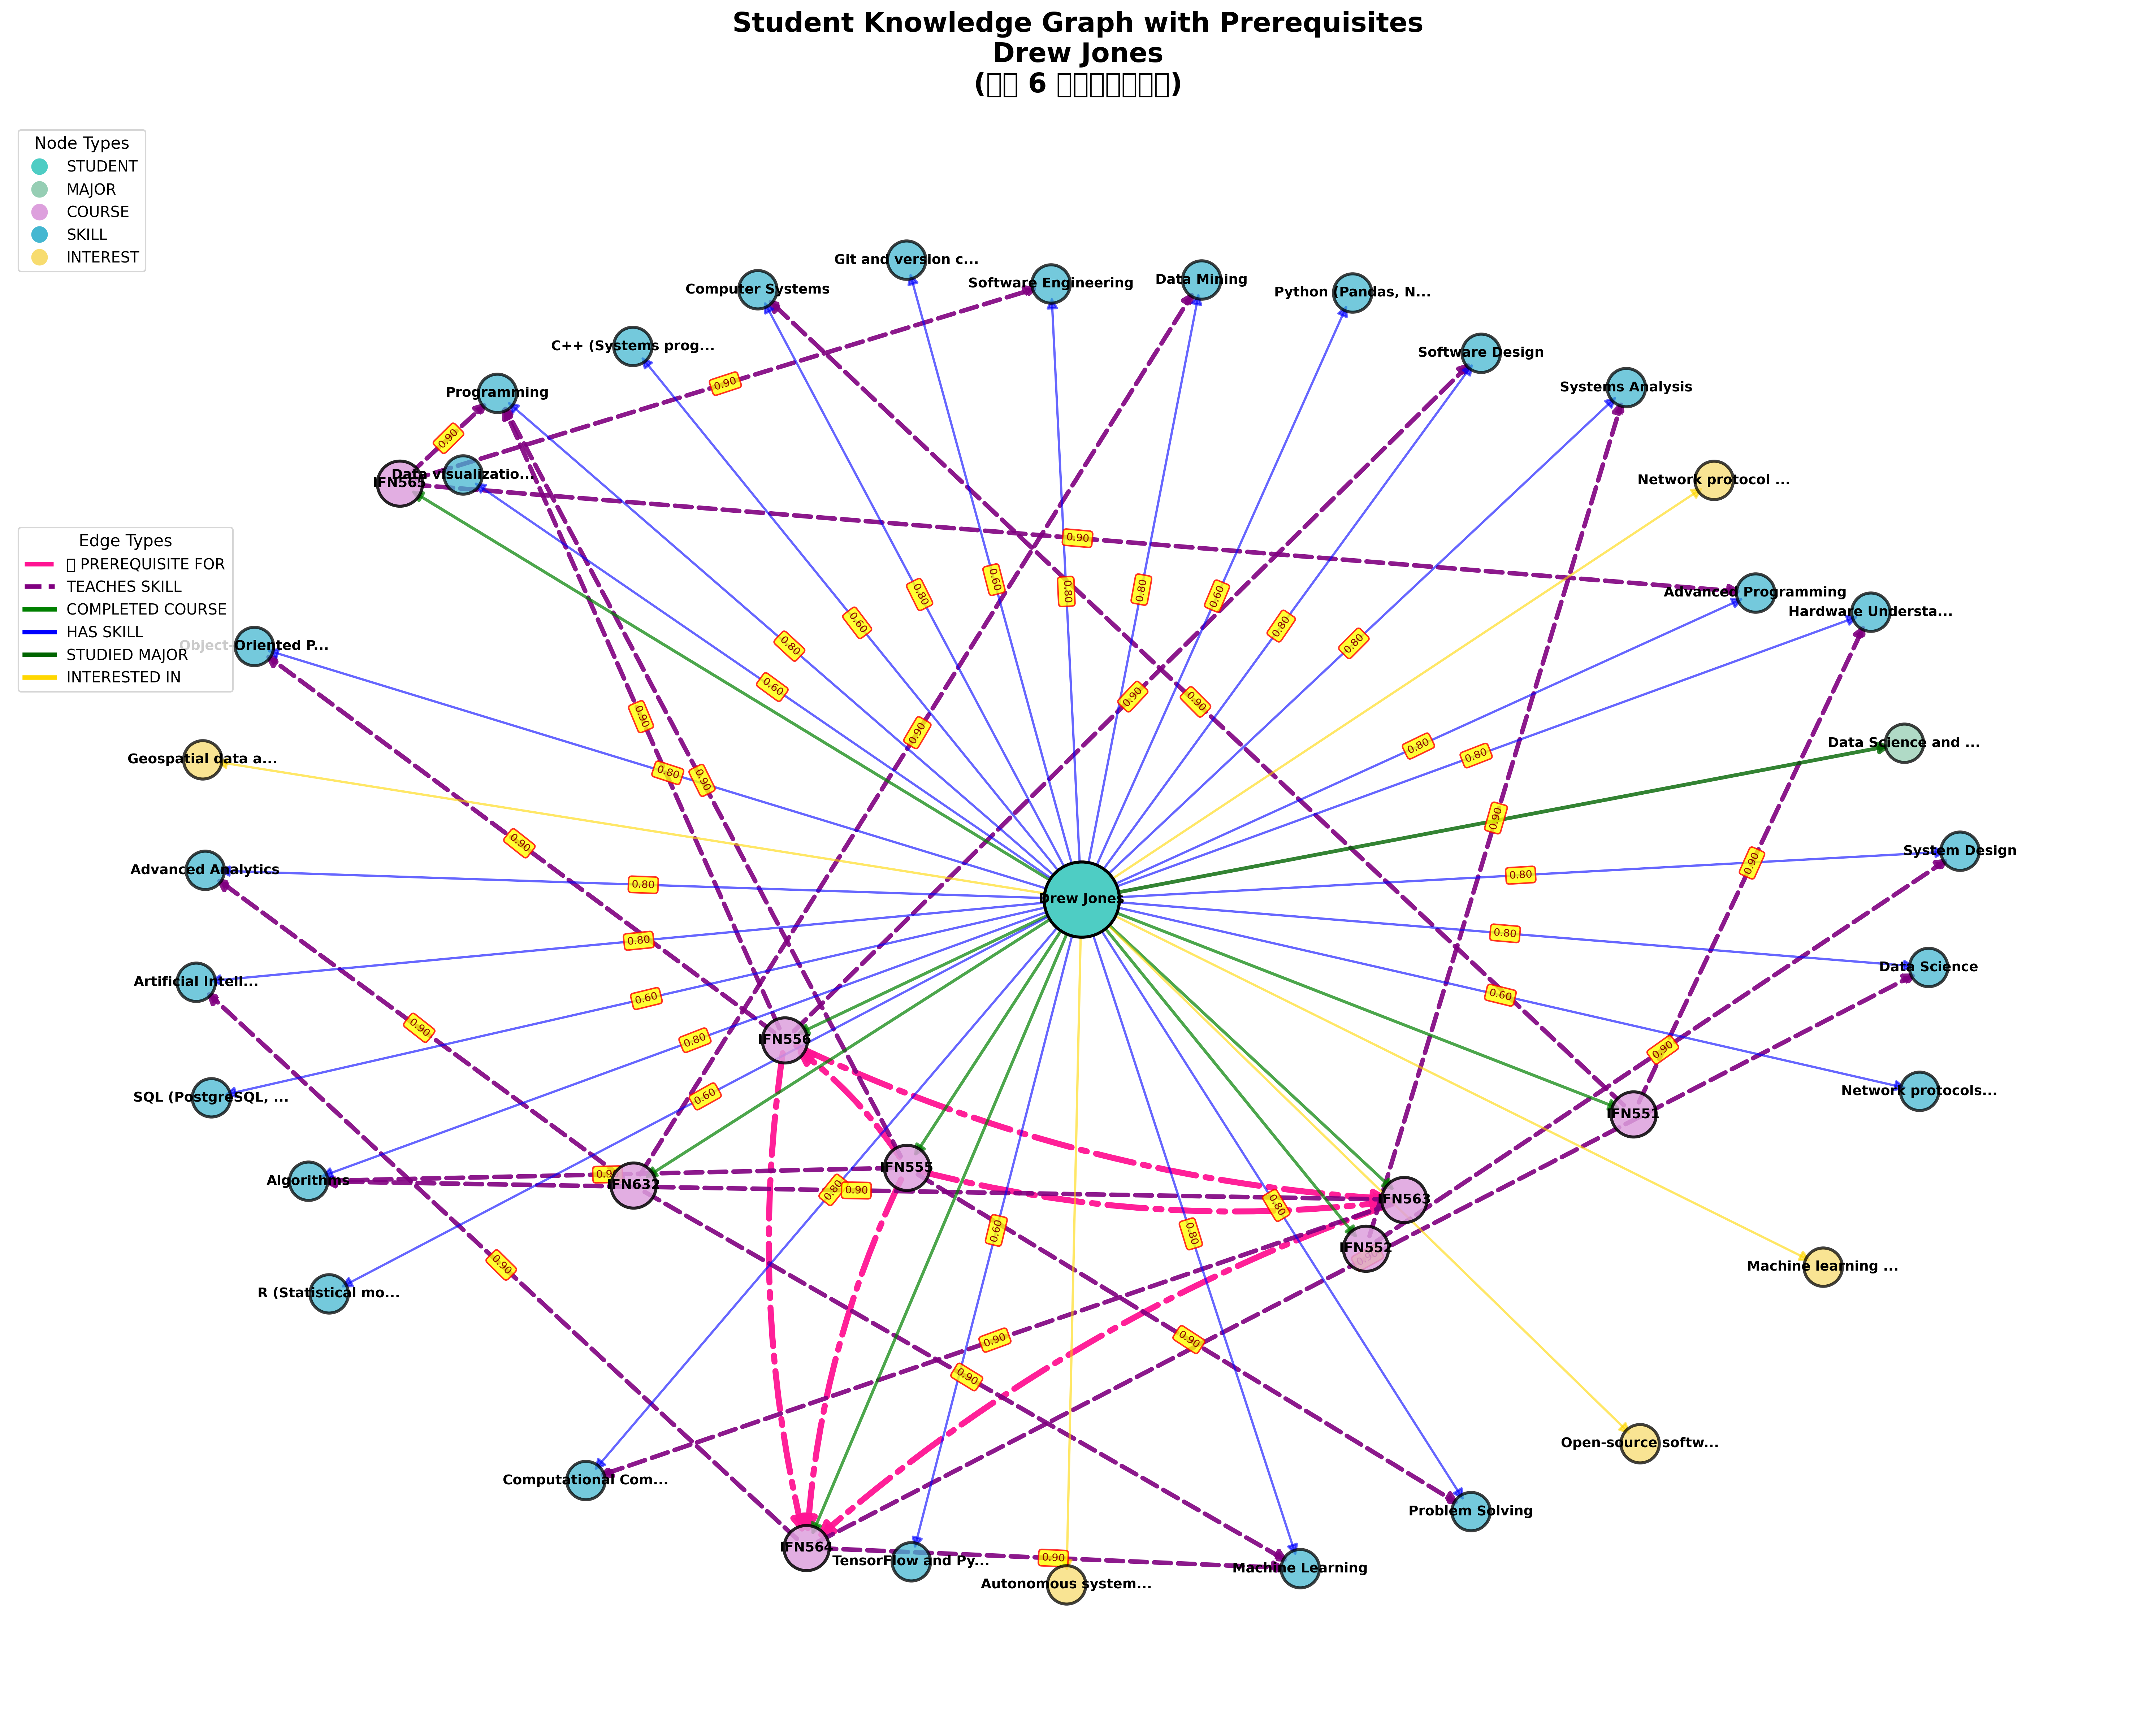 Student Knowledge Graph with Prerequisites
Drew Jones
(□□ 6 □□□□□□□)
Node Types
STUDENT
MAJOR
COURSE
SKILL
INTEREST
Git and version c...
Software Engineering
Data Mining
Computer Systems
Python (Pandas, N...
C++ (Systems prog...
Software Design
0.90
Systems Analysis
Programming
0.90
Data visualizatio...
IFN565
Network protocol ...
Edge Types
□ PREREQUISITE FOR
TEACHES SKILL
COMPLETED COURSE
HAS SKILL
STUDIED MAJOR
INTERESTED IN
0.90
0.60
0.80
0.80
0.80
0.60
0.80
0.60
0.80
0.80
0.80
Advanced Programming
Hardware Understa...
Object-Oriented P...
0.60
0.90
0.90
0.90
0.90
0.80
0.80
Data Science and ...
Geospatial data a...
0.80
0.90
0.90
0.90
0.90
System Design
Advanced Analytics
0.80
0.80
Drew Jones
0.80
0.80
Data Science
Artificial Intell...
0.60
0.60
0.90
0.80
IFN556
0.90
Network protocols...
SQL (PostgreSQL, ...
0.60
IFN551
Algorithms
IFN632
IFN555
0.90
0.80
0.80
IFN563
0.60
0.80
IFN552
0.90
Machine learning ...
R (Statistical mo...
0.90
0.90
0.90
Open-source softw...
Computational Com...
Problem Solving
IFN564
TensorFlow and Py...
0.90
Machine Learning
Autonomous system...